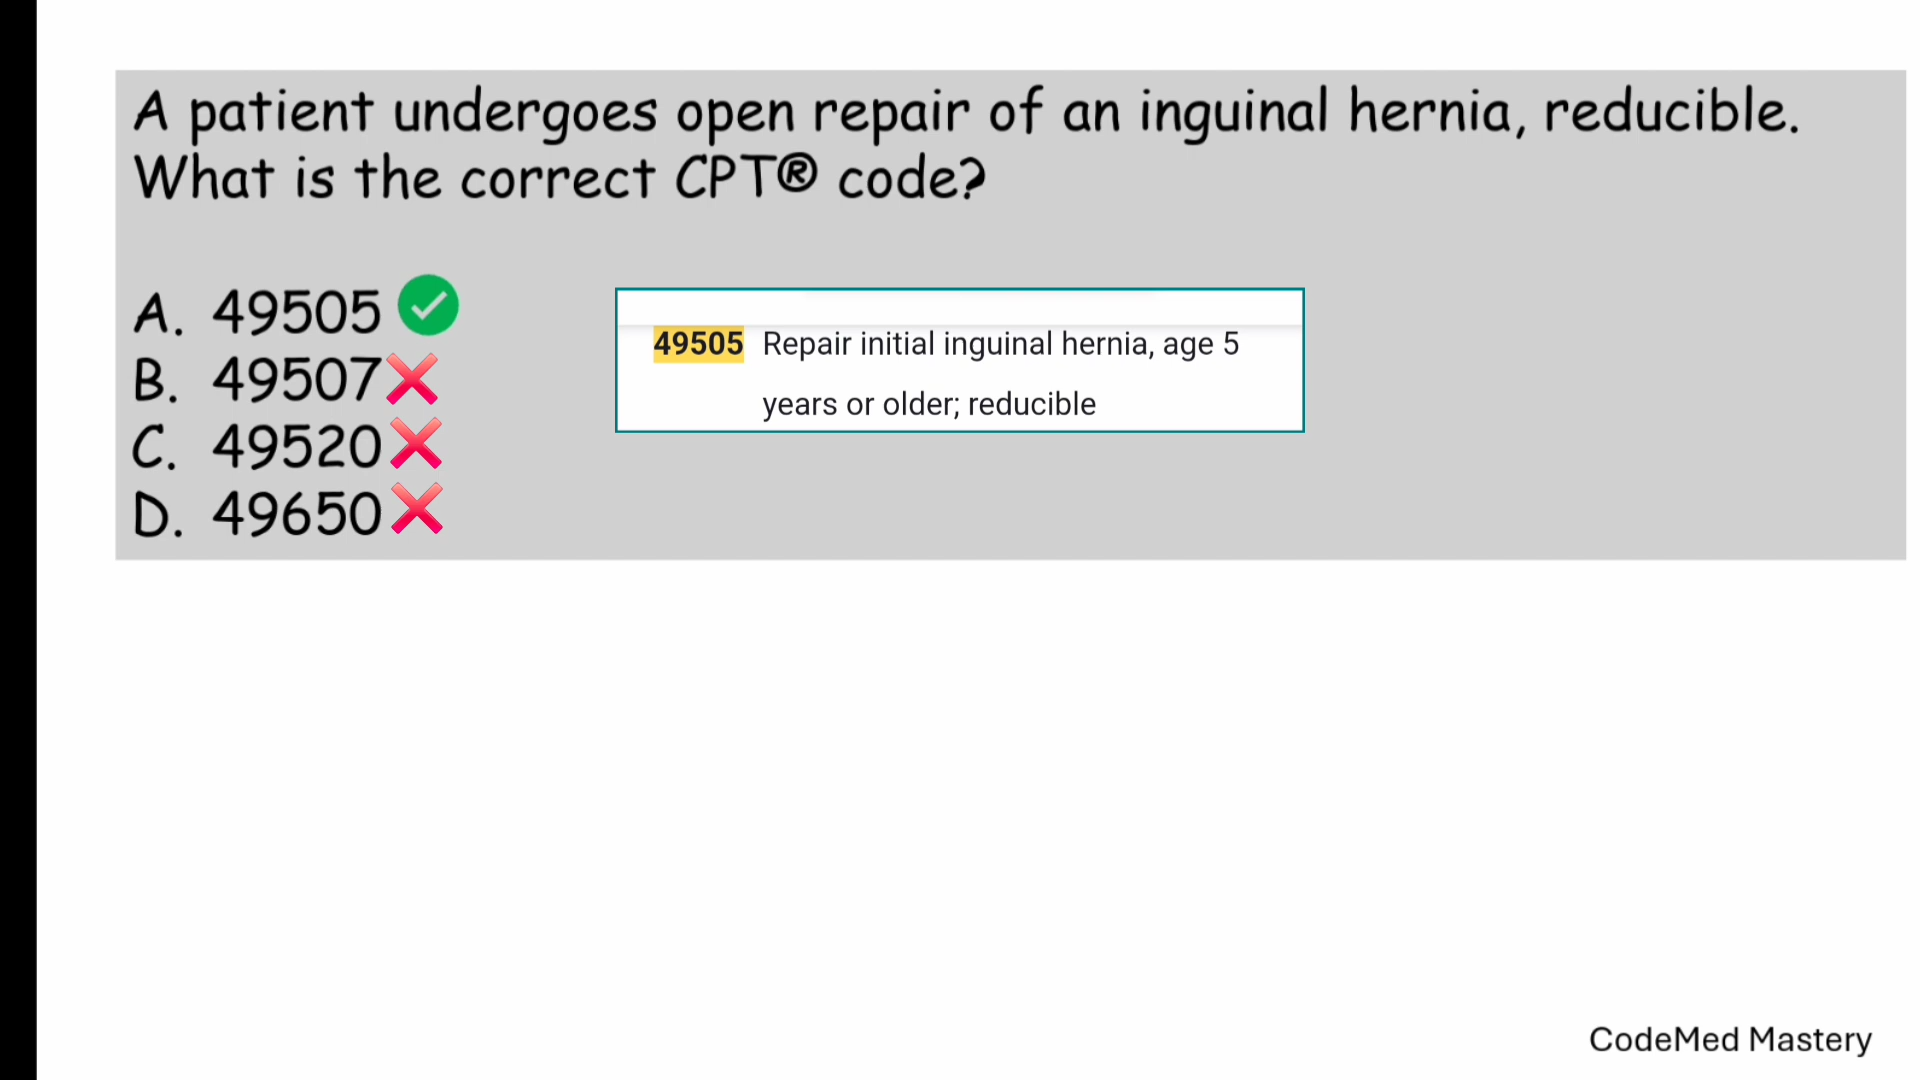 A patient undergoes open repair of an inguinal hernia, reducible.
What is the correct CPT® code?
A. 49505
B. 49507
C. 49520
D. 49650
49505 Repair initial inguinal hernia, age 5
years or older; reducible
CodeMed Mastery